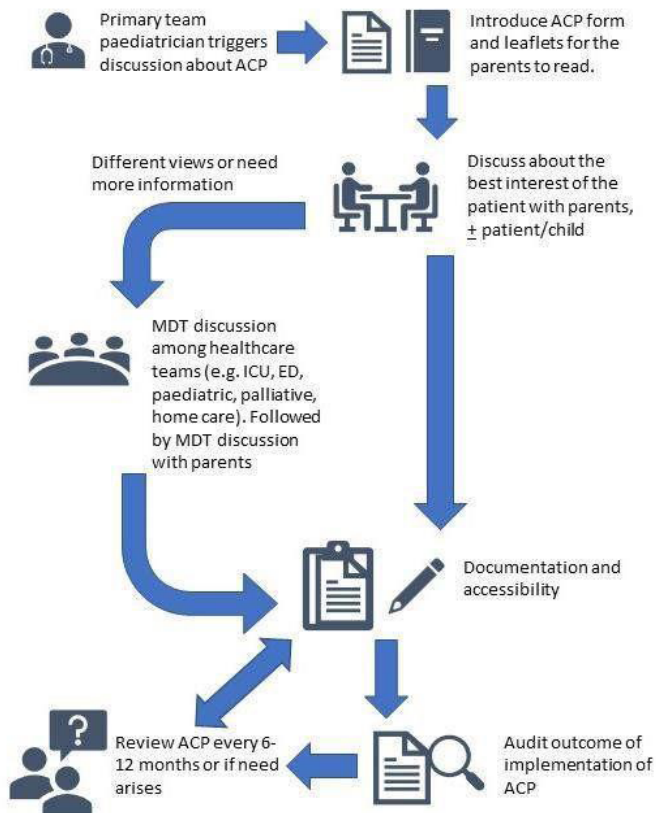 Primary team
paediatrician triggers
discussion about ACP
Introduce ACP form
and leaflets for the
parents to read.
Different views or need
more information
Discuss about the
best interest of the
patient with parents,
± patient/child
MDT discussion
among healthcare
teams (e.g. ICU, ED,
paediatric, palliative,
home care). Followed
by MDT discussion
with parents
Documentation and
accessibility
?
Review ACP every 6-
12 months or if need
arises
Audit outcome of
implementation of
ACP